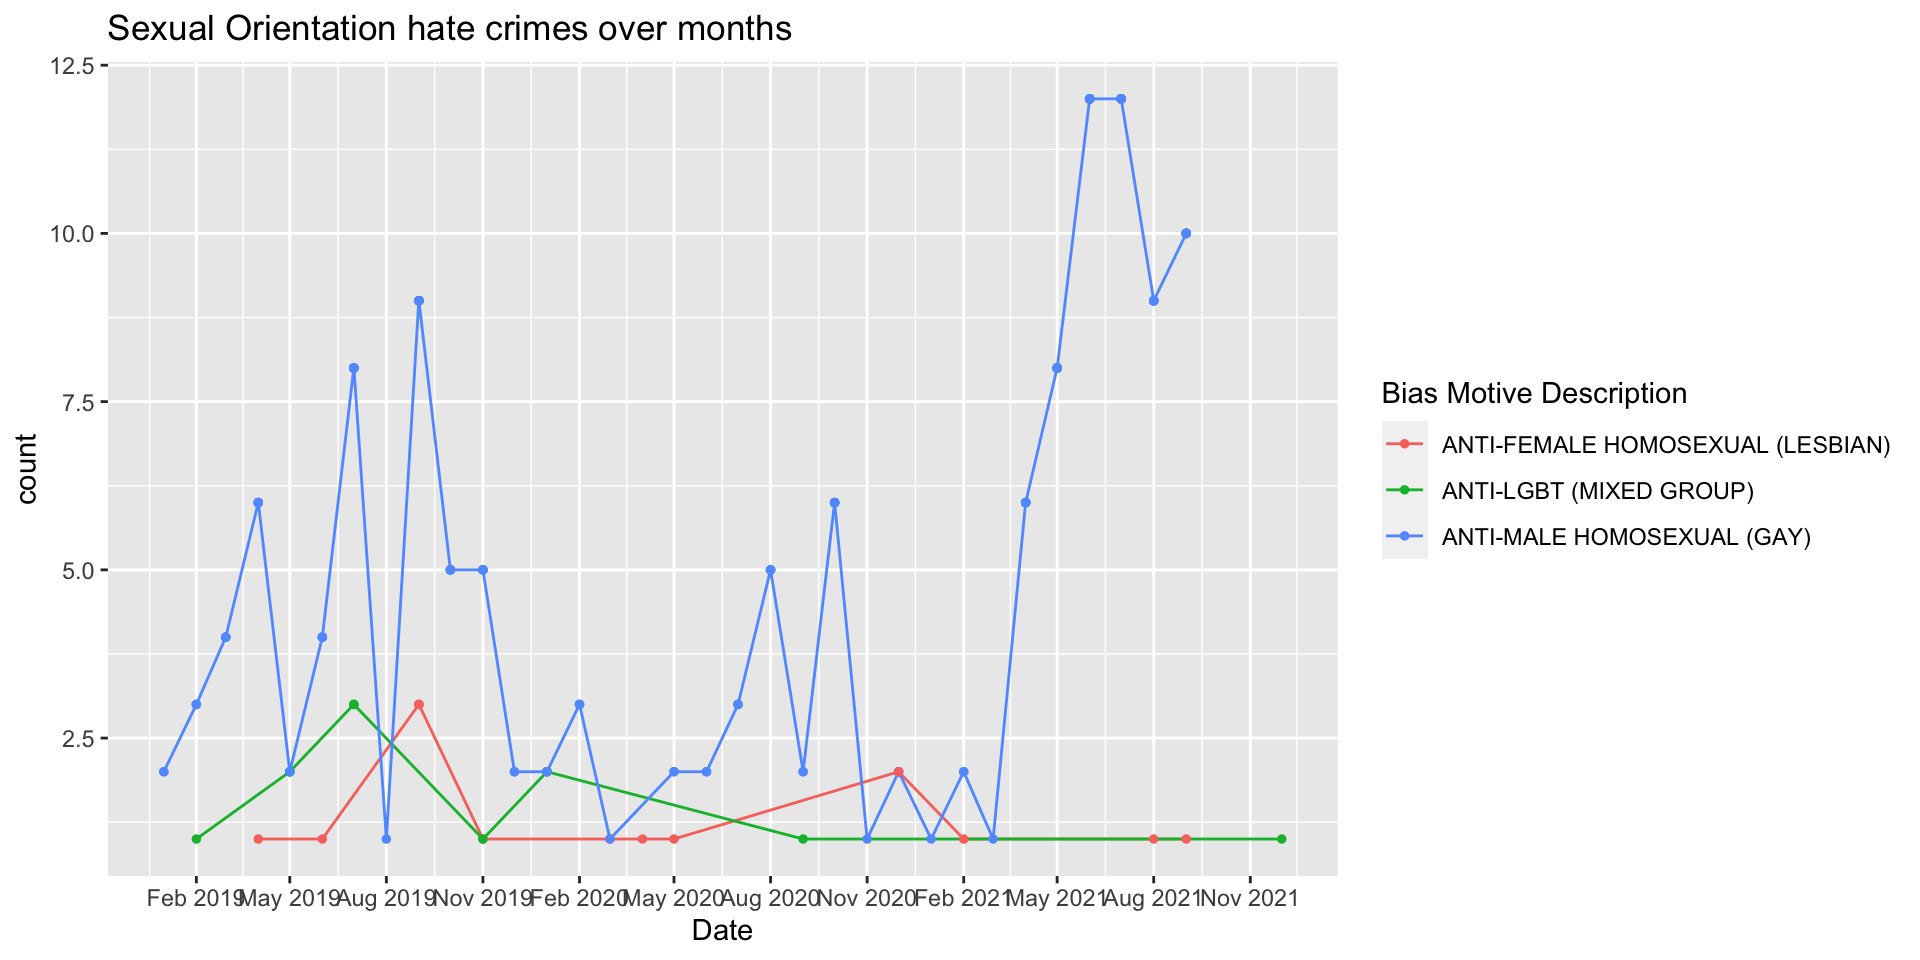 Sexual Orientation hate crimes over months
12.5
10.0
7.5
5.0
2.5
count
Feb 2019 May 2019 Aug 2019 Nov 2019 Feb 2020 May 2020 Aug 2020 Nov 2020 Feb 2021 May 2021 Aug 2021 Nov 2021
Date
Bias Motive Description
ANTI-FEMALE HOMOSEXUAL (LESBIAN)
ANTI-LGBT (MIXED GROUP)
ANTI-MALE HOMOSEXUAL (GAY)